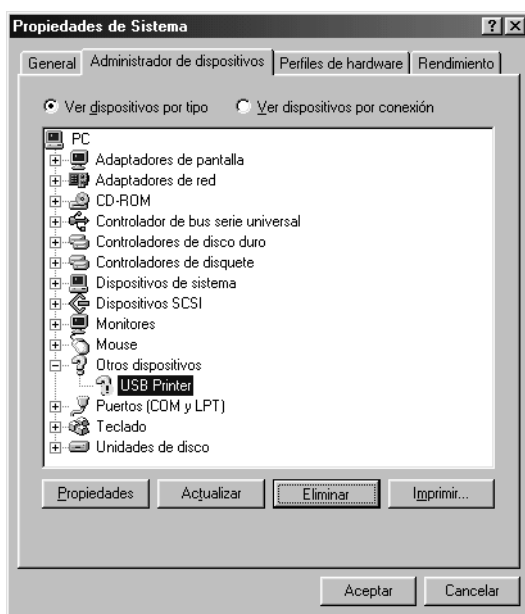 Propiedades de Sistema
General Administrador de dispositivos Perfiles de hardware Rendimiento
Ver dispositivos por tipo Ver dispositivos por conexión
PC
Adaptadores de pantalla
Adaptadores de red
CD-ROM
Controlador de bus serie universal
Controladores de disco duro
Controladores de disquete
Dispositivos de sistema
Dispositivos SCSI
Monitores
Mouse
Otros dispositivos
USB Printer
Puertos (COM y LPT)
Teclado
Unidades de disco
Propiedades Actualizar Eliminar Imprimir...
Aceptar Cancelar